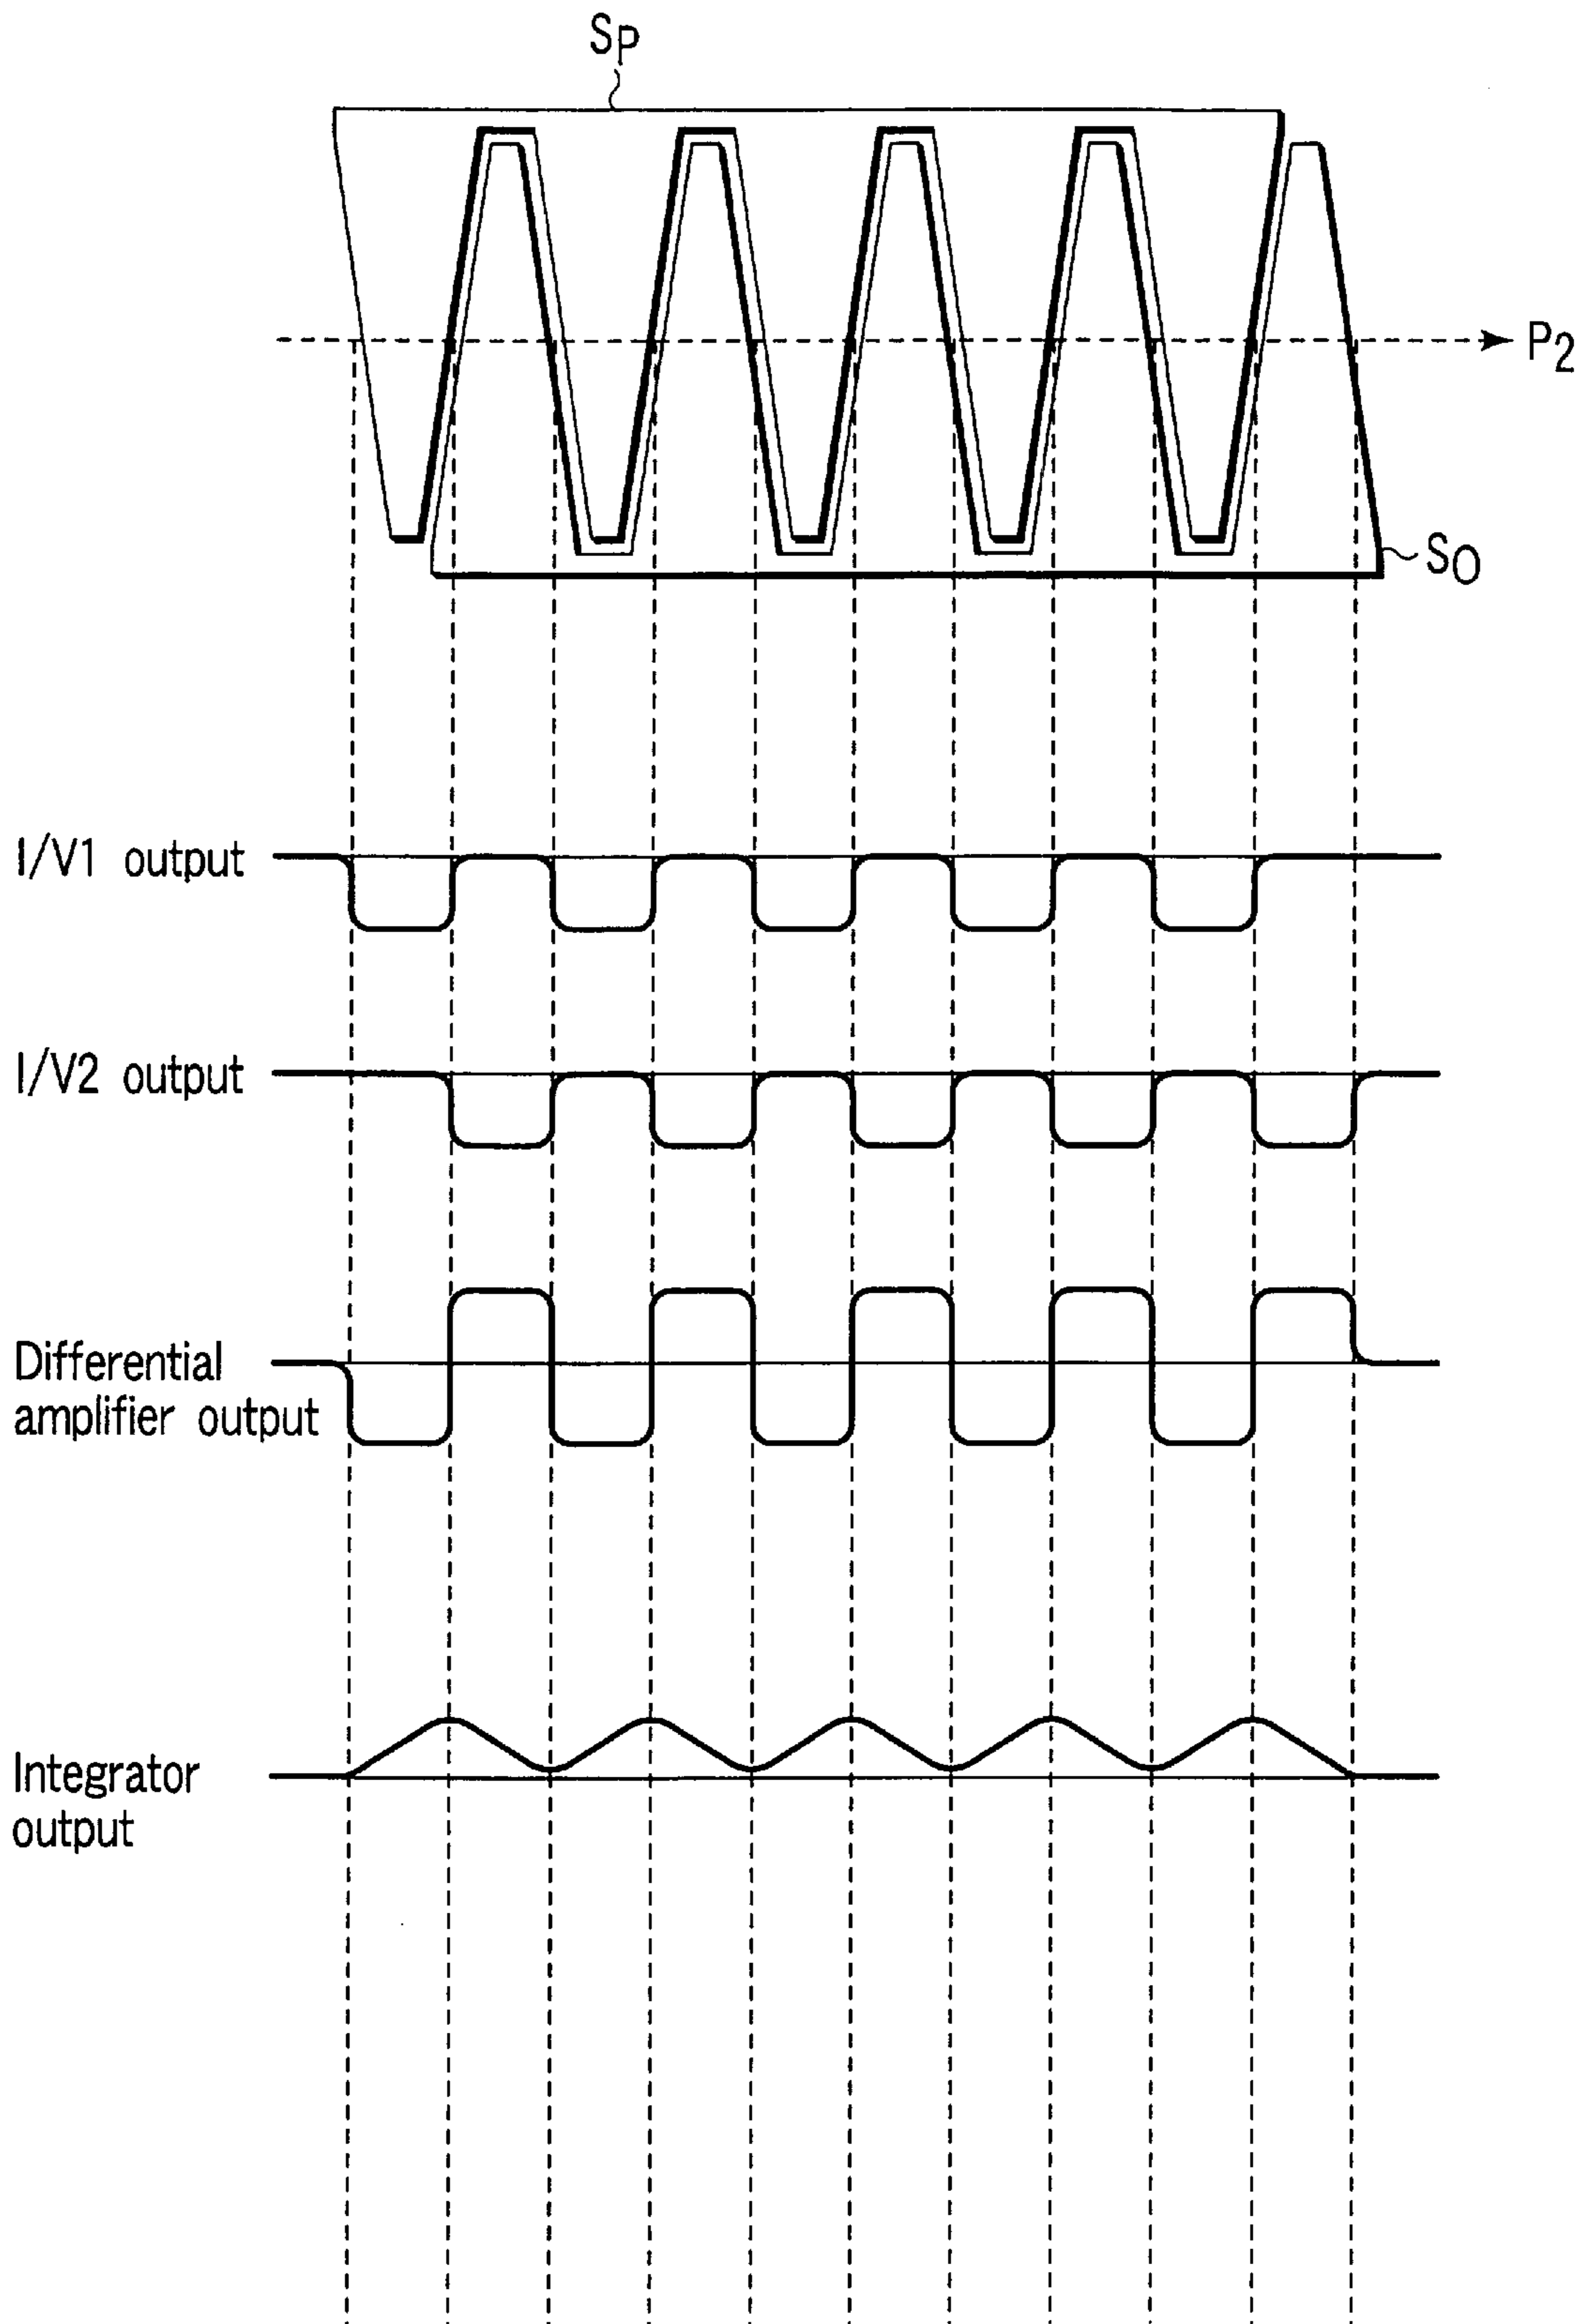 SP
P2
SO
I/V1 output
I/V2 output
Differential
amplifier output
Integrator
output